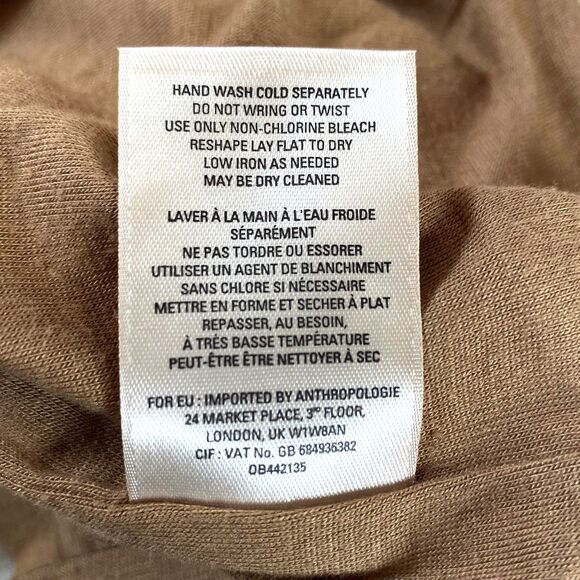 HAND WASH COLD SEPARATELY
DO NOT WRING OR TWIST
USE ONLY NON-CHLORINE BLEACH
RESHAPE LAY FLAT TO DRY
LOW IRON AS NEEDED
MAY BE DRY CLEANED
LAVER À LA MAIN À L'EAU FROIDE
SÉPARÉMENT
NE PAS TORDRE OU ESSORER
UTILISER UN AGENT DE BLANCHIMENT
SANS CHLORE SI NÉCESSAIRE
METTRE EN FORME ET SECHER À PLAT
REPASSER, AU BESOIN,
À TRÉS BASSE TEMPÉRATURE
PEUT-ÊTRE ÊTRE NETTOYER À SEC
FOR EU : IMPORTED BY ANTHROPOLOGIE
24 MARKET PLACE, 3RD FLOOR,
LONDON, UK W1W8AN
CIF : VAT No. GB 684936382
OB442135